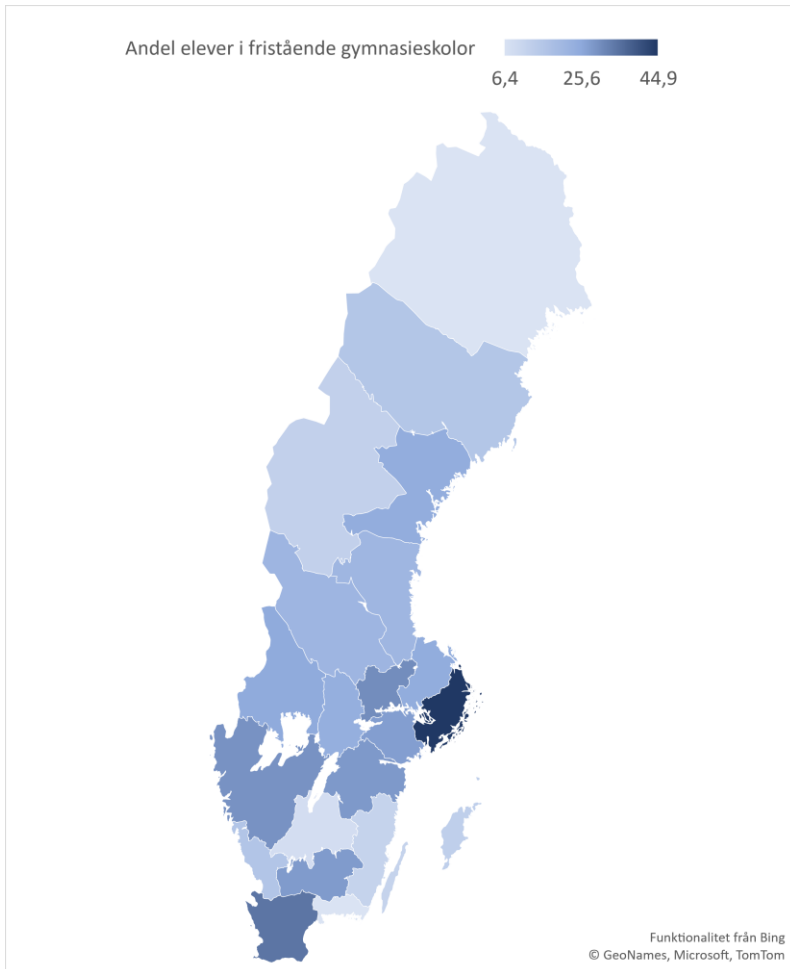 Andel elever i fristående gymnasieskolor
6,4 25,6 44,9
Funktionalitet från Bing
© GeoNames, Microsoft, TomTom